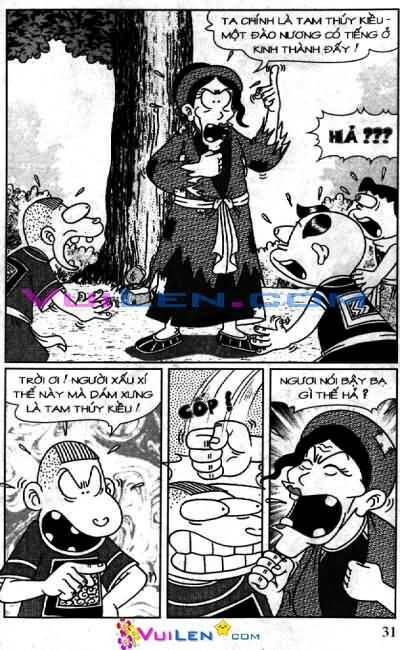 TA CHÍNH LÀ TAM THÚY KIỀU -
MỘT ĐÀO NƯƠNG CÓ TIẾNG Ở
KINH THÀNH ĐẤY!
HẢ ???
VUILEN.COM
TRỜI ƠI! NGƯỜI XẤU XÍ
THẾ NÀY MÀ DÁM XƯNG
LÀ TAM THÚY KIỀU!
CỐP!
NGƯƠI NÓI BẬY BẠ
GÌ THẾ HẢ?
31
VUILEN.COM